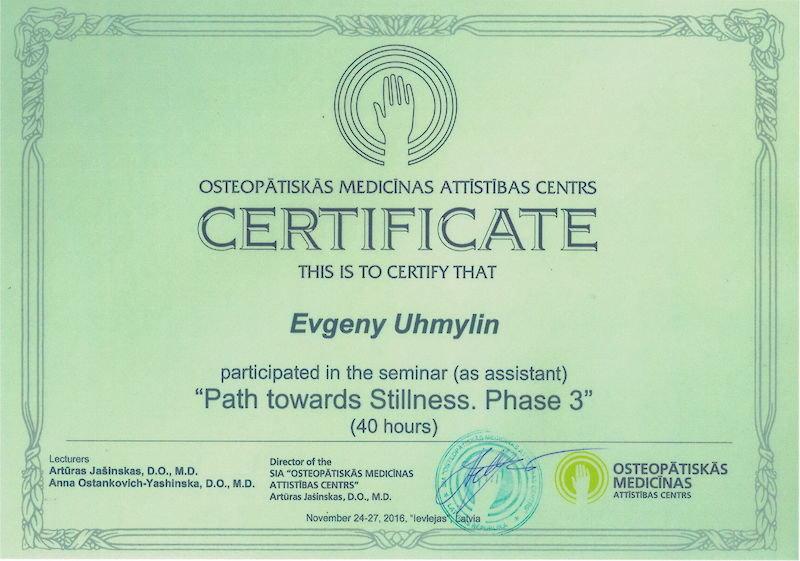 OSTEOPĀTISKĀS MEDICĪNAS ATTĪSTĪBAS CENTRS
CERTIFICATE
THIS IS TO CERTIFY THAT
Evgeny Uhmylin
participated in the seminar (as assistant)
“Path towards Stillness. Phase 3”
(40 hours)
Lecturers
Artūras Jašinskas, D.O., M.D.
Anna Ostankovich-Yashinska, D.O., M.D.
Director of the
SIA “OSTEOPĀTISKĀS MEDICĪNAS
ATTĪSTĪBAS CENTRS”
Artūras Jašinskas, D.O., M.D.
OSTEOPĀTISKĀS
MEDICĪNAS
ATTĪSTĪBAS CENTRS
November 24-27, 2016, “Ievlejas”, Latvia